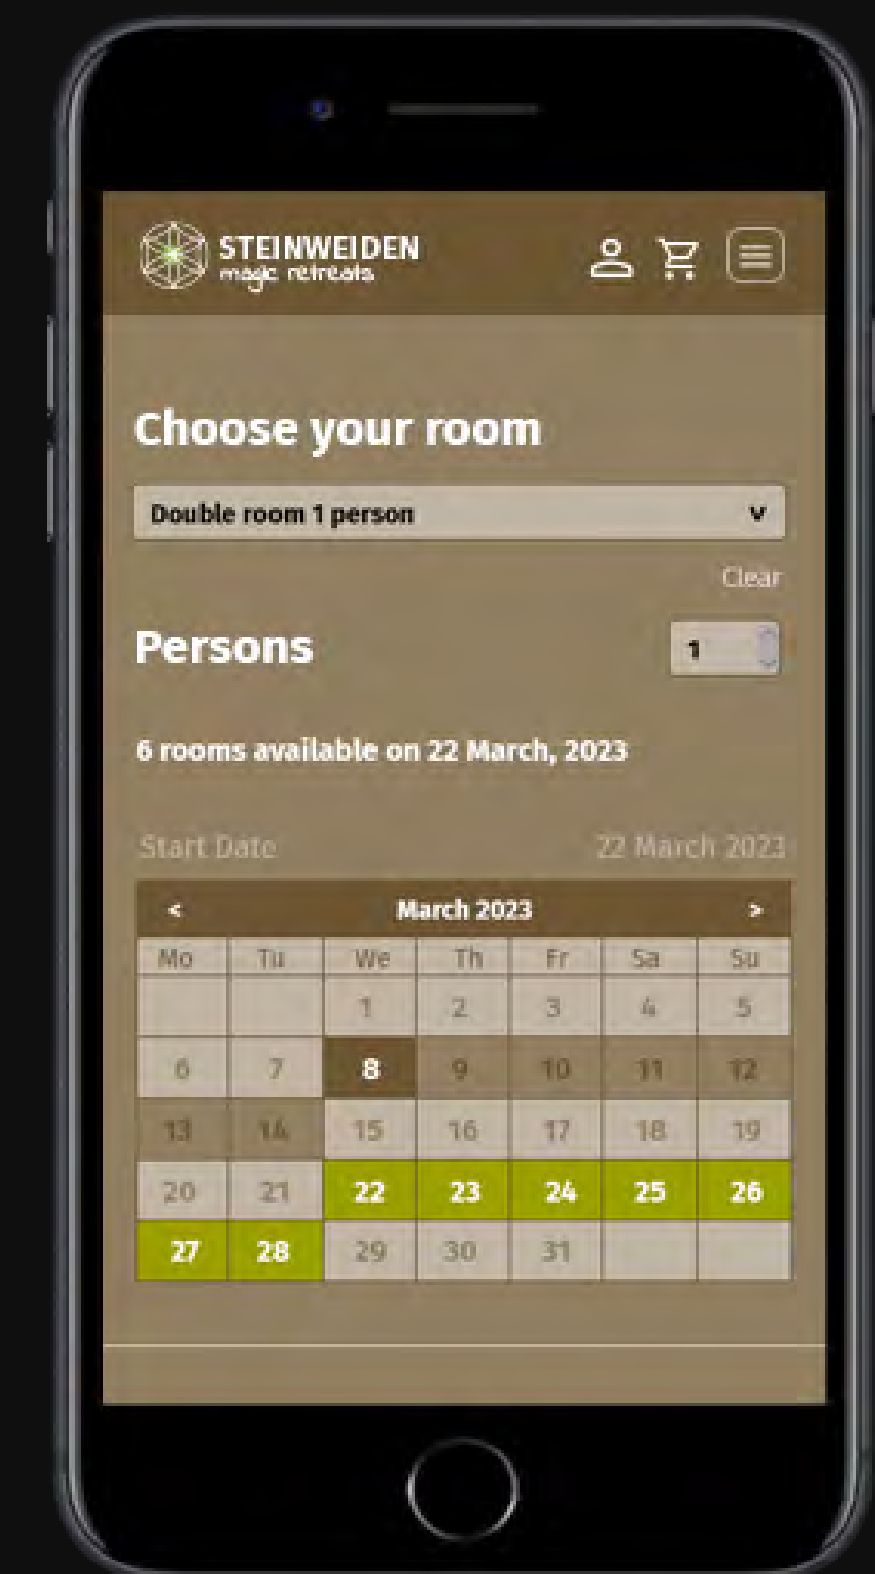 STEINWEIDEN
magic retreats
Choose your room
Double room 1 person
Clear
Persons
1
6 rooms available on 22 March, 2023
Start Date 22 March 2023
< March 2023 >
Mo Tu We Th Fr Sa Su
1 2 3 4 5
6 7 8 9 10 11 12
13 14 15 16 17 18 19
20 21 22 23 24 25 26
27 28 29 30 31